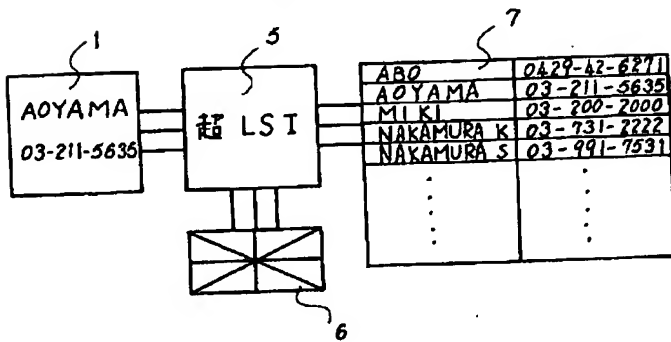 1
5
7
AOYAMA
03-211-5635
超 LSI
ABO 0429-42-6271
AOYAMA 03-211-5635
MIKI 03-200-2000
NAKAMURA K 03-731-2222
NAKAMURA S 03-991-7531
6